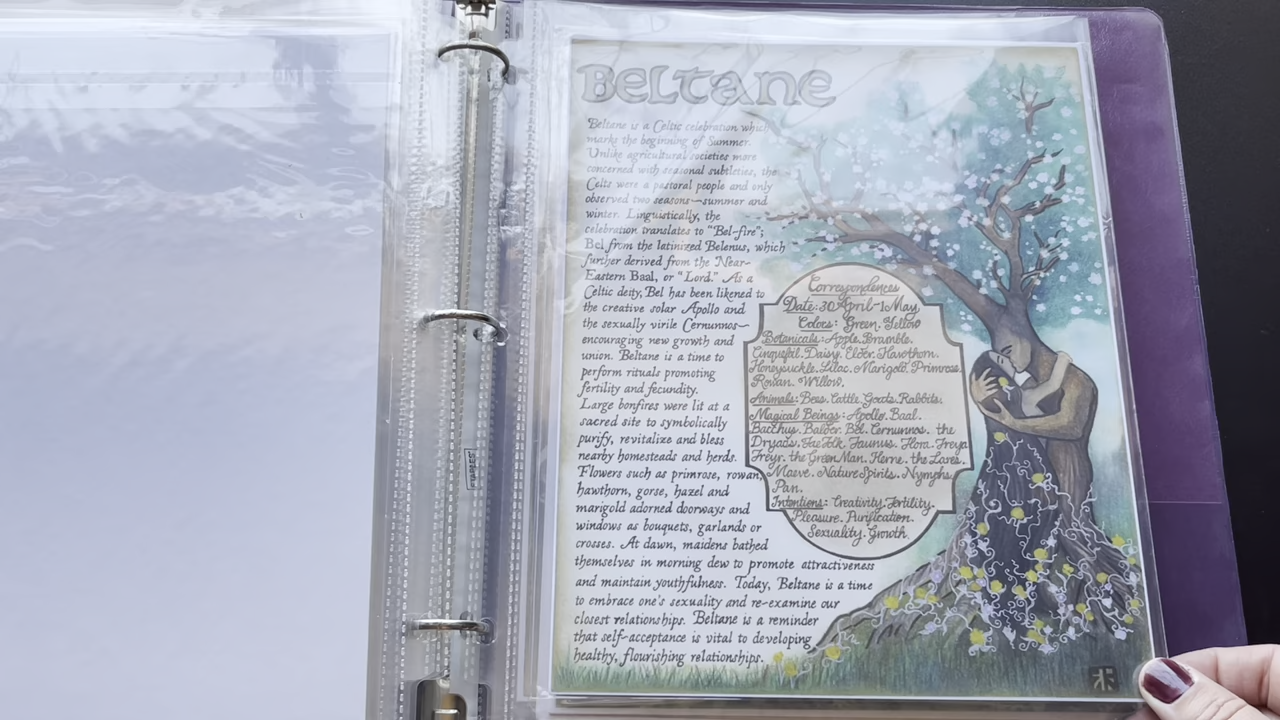 BELTANE
Beltane is a Celtic celebration which
marks the beginning of Summer.
Unlike agricultural societies more
concerned with seasonal subtleties, the
Celts were a pastoral people and only
observed two seasons—summer and
winter. Linguistically, the
celebration translates to "Bel-fire";
Bel from the latinized Belenus, which
further derived from the Near-
Eastern Baal, or "Lord." As a
Celtic deity, Bel has been likened to
the creative solar Apollo and
the sexually virile Cernunnos—
encouraging new growth and
union. Beltane is a time to
perform rituals promoting
fertility and fecundity.
Large bonfires were lit at a
sacred site to symbolically
purify, revitalize and bless
nearby homesteads and herds.
Flowers such as primrose, rowan,
hawthorn, gorse, hazel and
marigold adorned doorways and
windows as bouquets, garlands or
crosses. At dawn, maidens bathed
themselves in morning dew to promote attractiveness
and maintain youthfulness. Today, Beltane is a time
to embrace one's sexuality and re-examine our
closest relationships. Beltane is a reminder
that self-acceptance is vital to developing
healthy, flourishing relationships.
Correspondences
Date: 30 April-1 May
Colors: Green, Yellow
Botanicals: Apple, Bramble,
Cinquefoil, Daisy, Elder, Hawthorn,
Honeysuckle, Lilac, Marigold, Primrose,
Rowan, Willow.
Animals: Bees, Cattle, Goats, Rabbits.
Magical Beings: Apollo, Baal,
Bacchus, Balder, Bel, Cernunnos, the
Dryads, Fae Folk, Faunus, Flora, Freya
Freyr, the Green Man, Herne, the Lares,
Maeve, Nature Spirits, Nymphs,
Pan.
Intentions: Creativity, Fertility,
Pleasure, Purification,
Sexuality, Growth